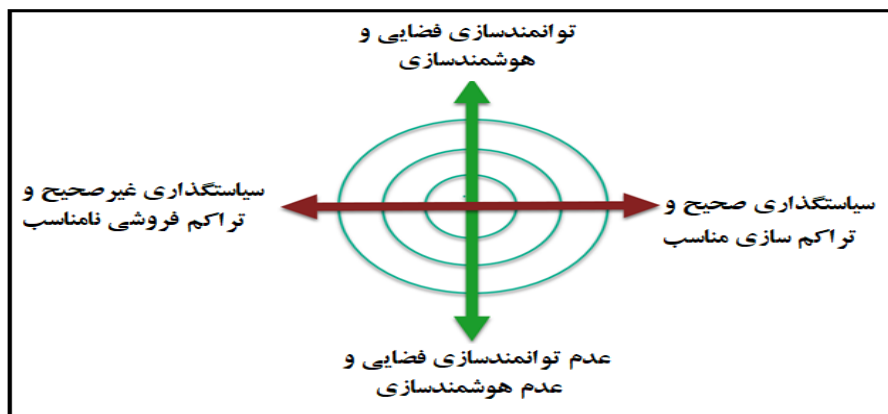 توانمندسازی فضایی و
هوشمندسازی
سیاستگذاری صحیح و
تراکم سازی مناسب
سیاستگذاری غیرصحیح و
تراکم فروشی نامناسب
عدم توانمندسازی فضایی و
عدم هوشمندسازی